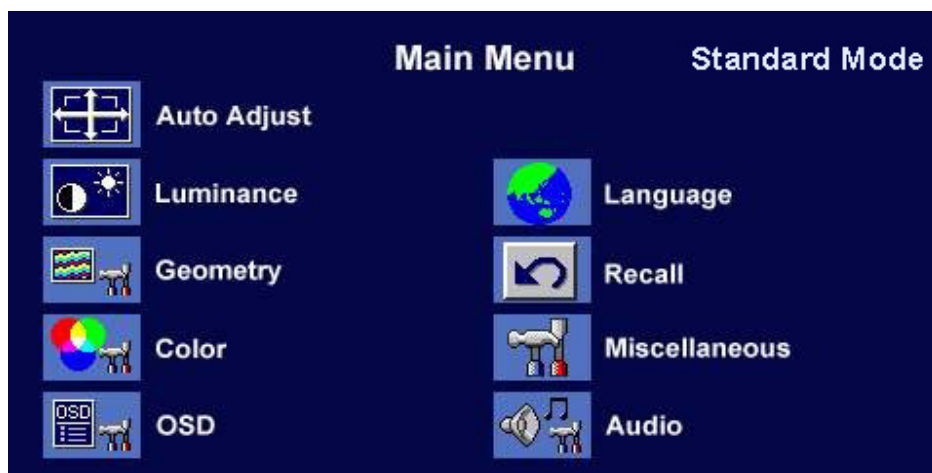 Main Menu
Standard Mode
Auto Adjust
Luminance
Geometry
Color
OSD
OSD
Language
Recall
Miscellaneous
Audio